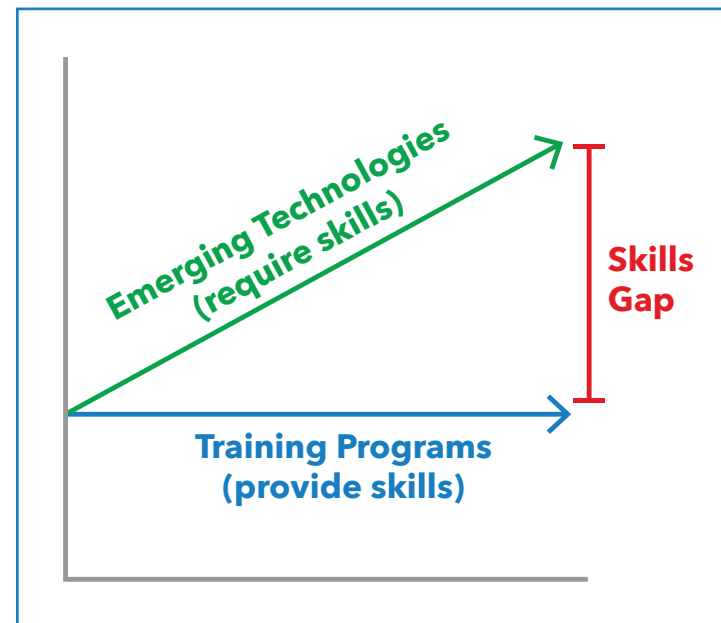 Emerging Technologies
(require skills)
Skills
Gap
Training Programs
(provide skills)